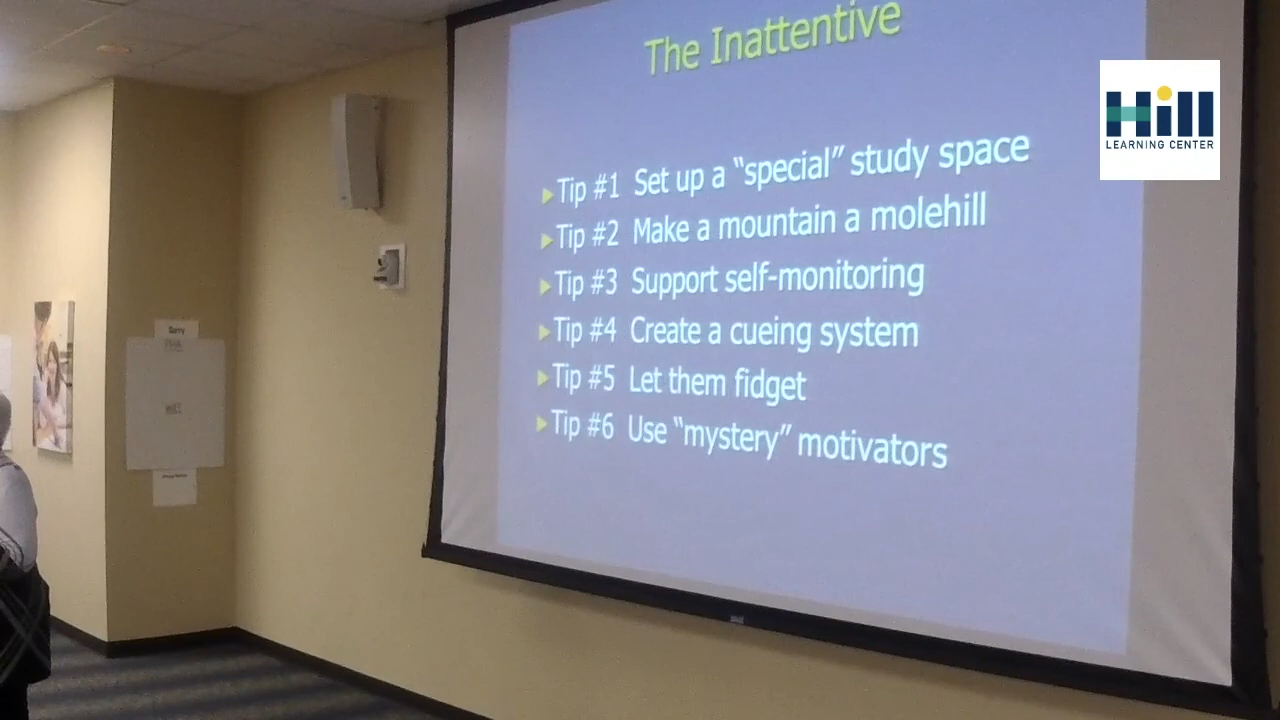 The Inattentive
Hill
LEARNING CENTER
Tip #1 Set up a “special” study space
Tip #2 Make a mountain a molehill
Tip #3 Support self-monitoring
Tip #4 Create a cueing system
Tip #5 Let them fidget
Tip #6 Use “mystery” motivators